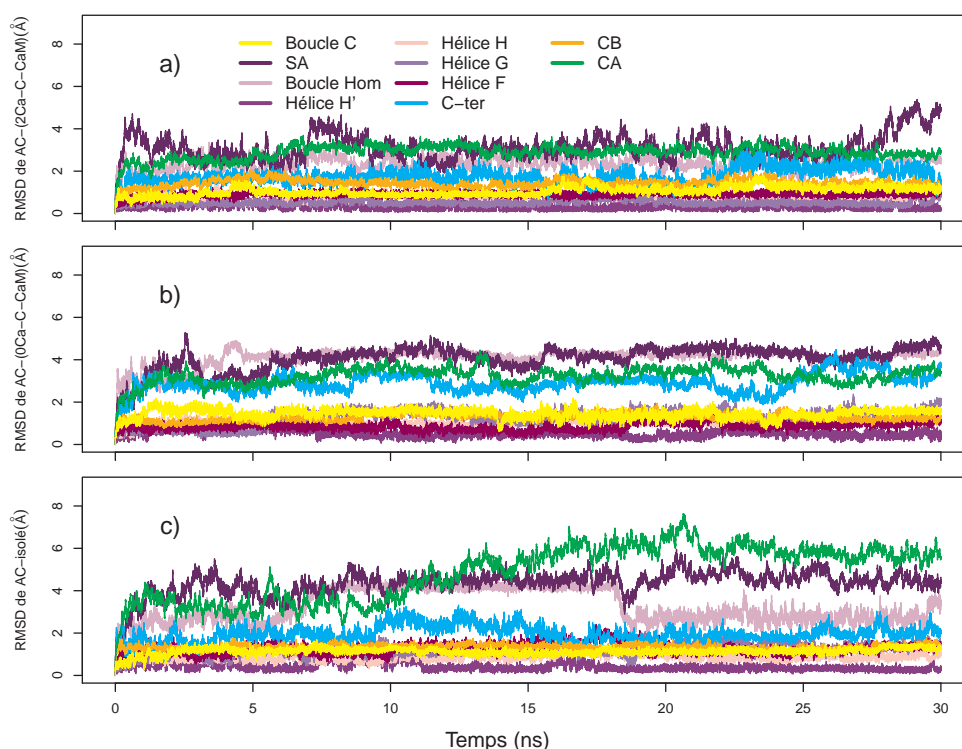 RMSD de AC−(2Ca−C−CaM)(Å)
8
6
4
2
0
a)
Boucle C
SA
Boucle Hom
Hélice H'
Hélice H
Hélice G
Hélice F
C−ter
CB
CA
RMSD de AC−(0Ca−C−CaM)(Å)
8
6
4
2
0
b)
RMSD de AC−isolé(Å)
8
6
4
2
0
c)
0 5 10 15 20 25 30
Temps (ns)